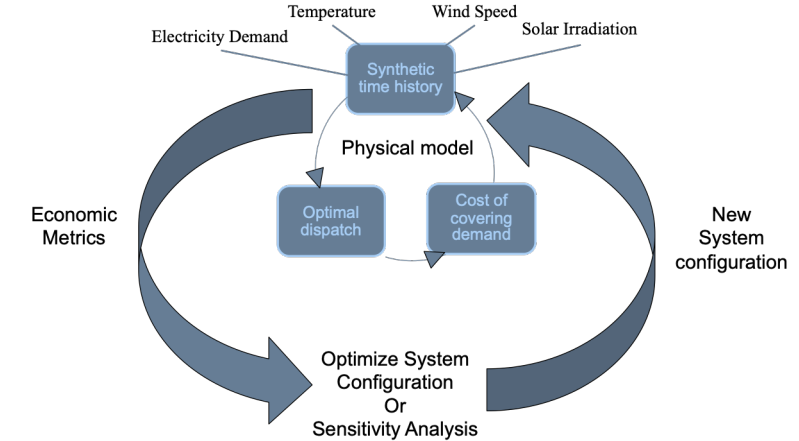 Temperature
Wind Speed
Electricity Demand
Solar Irradiation
Synthetic
time history
Physical model
Optimal
dispatch
Cost of
covering
demand
Economic
Metrics
New
System
configuration
Optimize System
Configuration
Or
Sensitivity Analysis